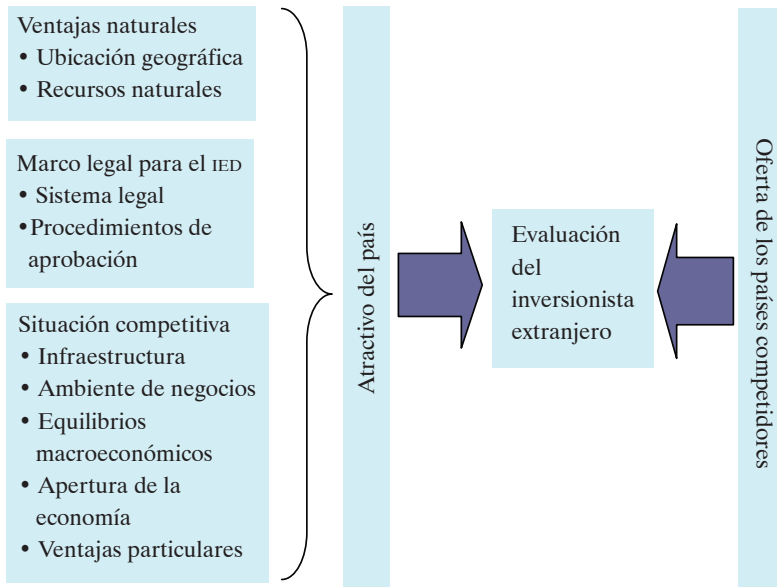 Ventajas naturales
• Ubicación geográfica
• Recursos naturales
Marco legal para el IED
• Sistema legal
•Procedimientos de
aprobación
Situación competitiva
• Infraestructura
• Ambiente de negocios
• Equilibrios
macroeconómicos
• Apertura de la
economía
• Ventajas particulares
Atractivo del país
Evaluación
del
inversionista
extranjero
Oferta de los países competidores